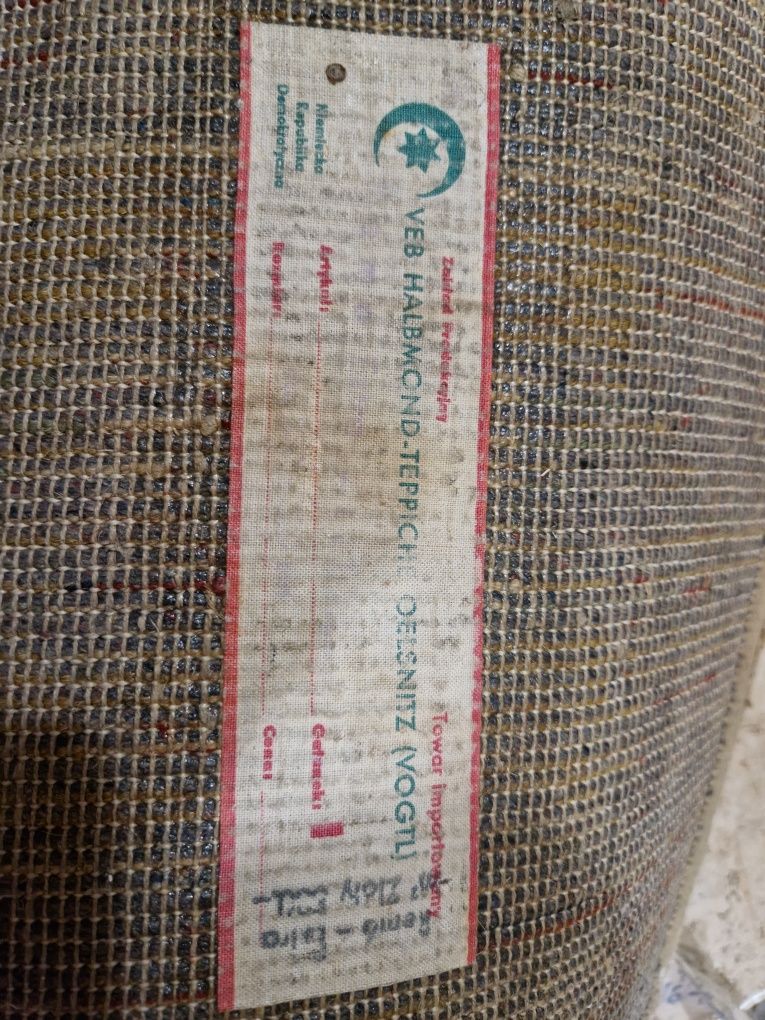 Zakład Produkcyjny
Towar importowany
VEB HALBMOND-TEPPICHE OELSNITZ (VOGTL)
Niemiecka
Republika
Demokratyczna
Artykuł:
Gatunek: I
Rozmiar:
Cena: